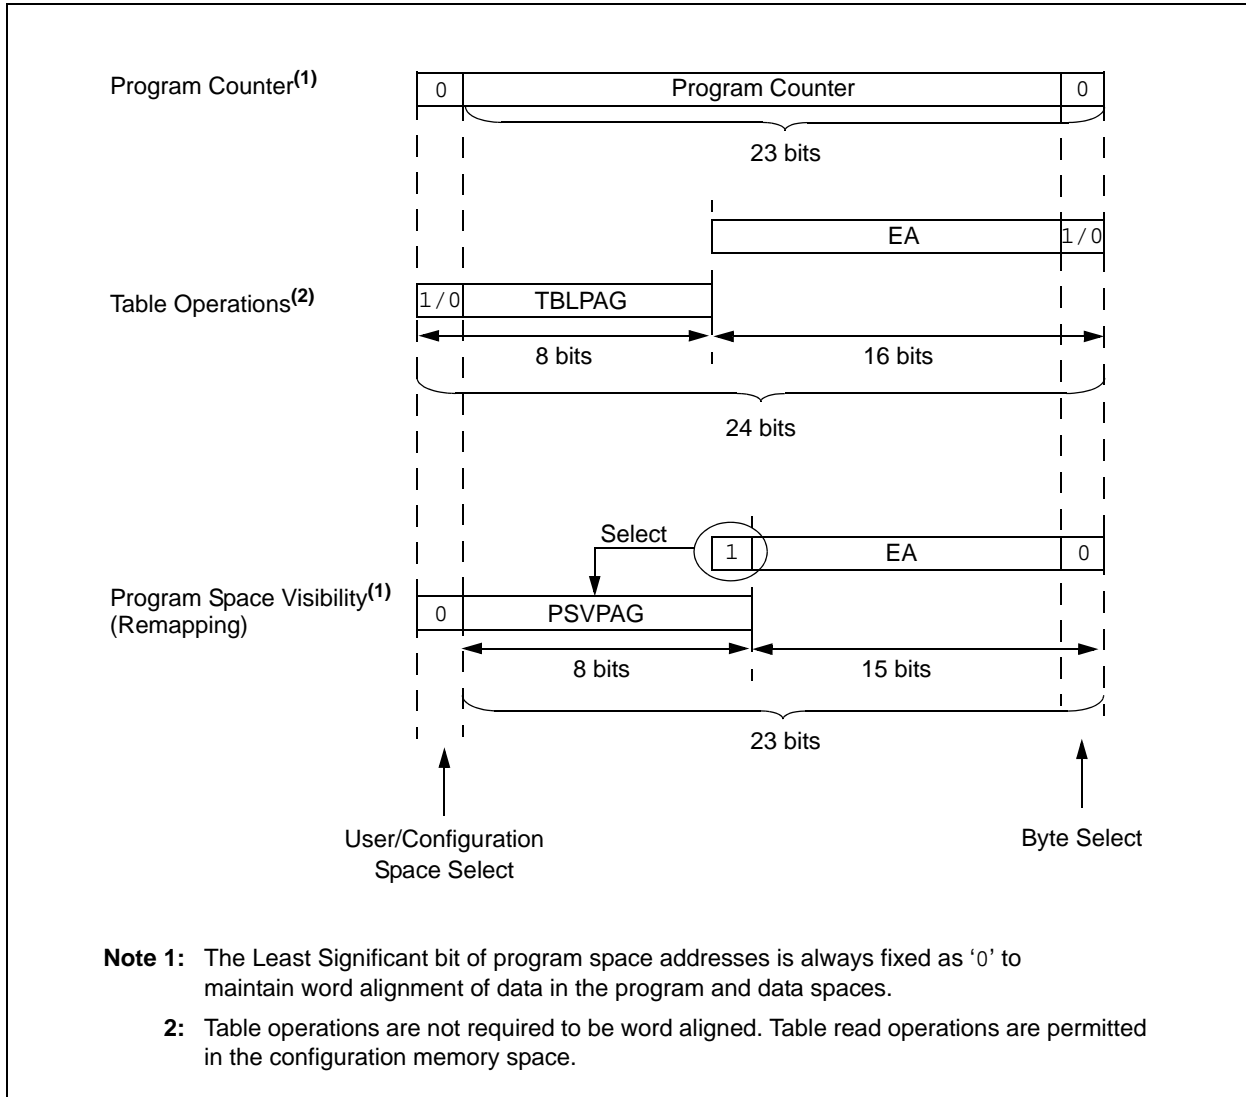 Program Counter(1)
0 Program Counter 0
23 bits
EA 1/0
Table Operations(2)
1/0 TBLPAG
8 bits 16 bits
24 bits
Select
1 EA 0
Program Space Visibility(1)
(Remapping)
0 PSVPAG
8 bits 15 bits
23 bits
User/Configuration
Space Select
Byte Select
Note 1: The Least Significant bit of program space addresses is always fixed as ‘0’ to
maintain word alignment of data in the program and data spaces.
2: Table operations are not required to be word aligned. Table read operations are permitted
in the configuration memory space.